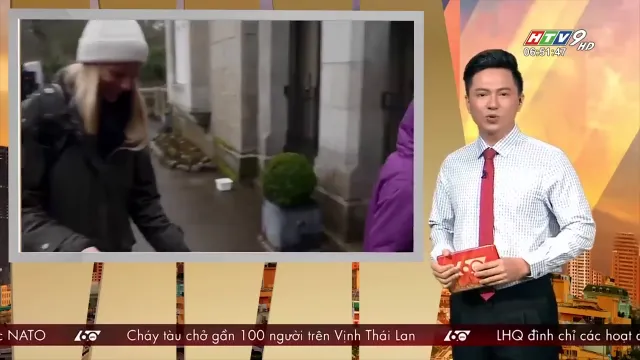 HTV9 HD
06:51:47
NATO
Cháy tàu chở gần 100 người trên Vịnh Thái Lan
LHQ đình chỉ các hoạt